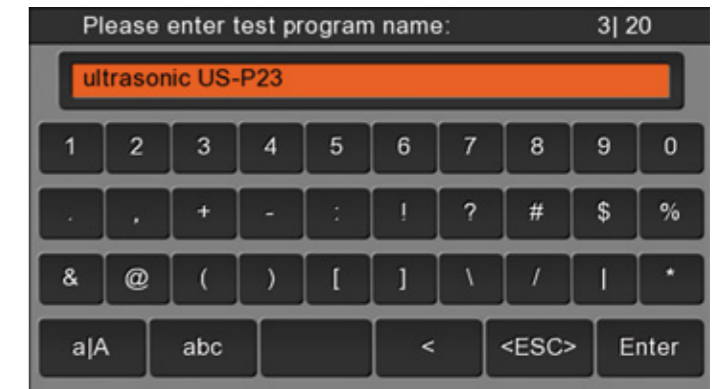 Please enter test program name: 3| 20
ultrasonic US-P23
1 2 3 4 5 6 7 8 9 0
. , + - : ! ? # $ %
& @ ( ) [ ] \ / | *
a|A abc < <ESC> Enter